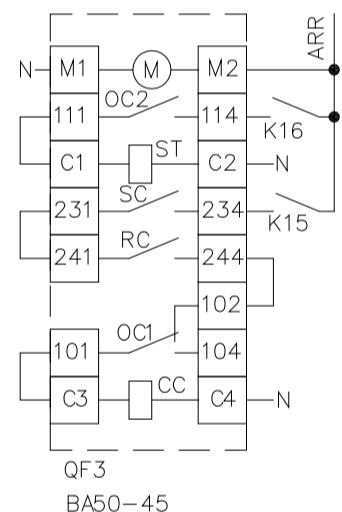 ARR
N M1 M M2
OC2
111 114
K16
ST
C1 C2 N
SC
231 234
K15
RC
241 244
102
OC1
101 104
CC
C3 C4 N
QF3
BA50-45